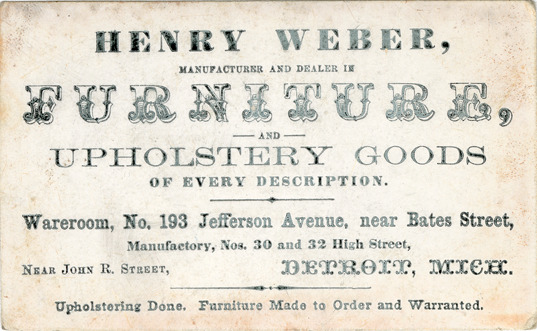 HENRY WEBER,
MANUFACTURER AND DEALER IN
FURNITURE,
AND
UPHOLSTERY GOODS
OF EVERY DESCRIPTION.
Wareroom, No. 193 Jefferson Avenue, near Bates Street,
Manufactory, Nos. 30 and 32 High Street,
NEAR JOHN R. STREET, DETROIT, MICH.
Upholstering Done. Furniture Made to Order and Warranted.